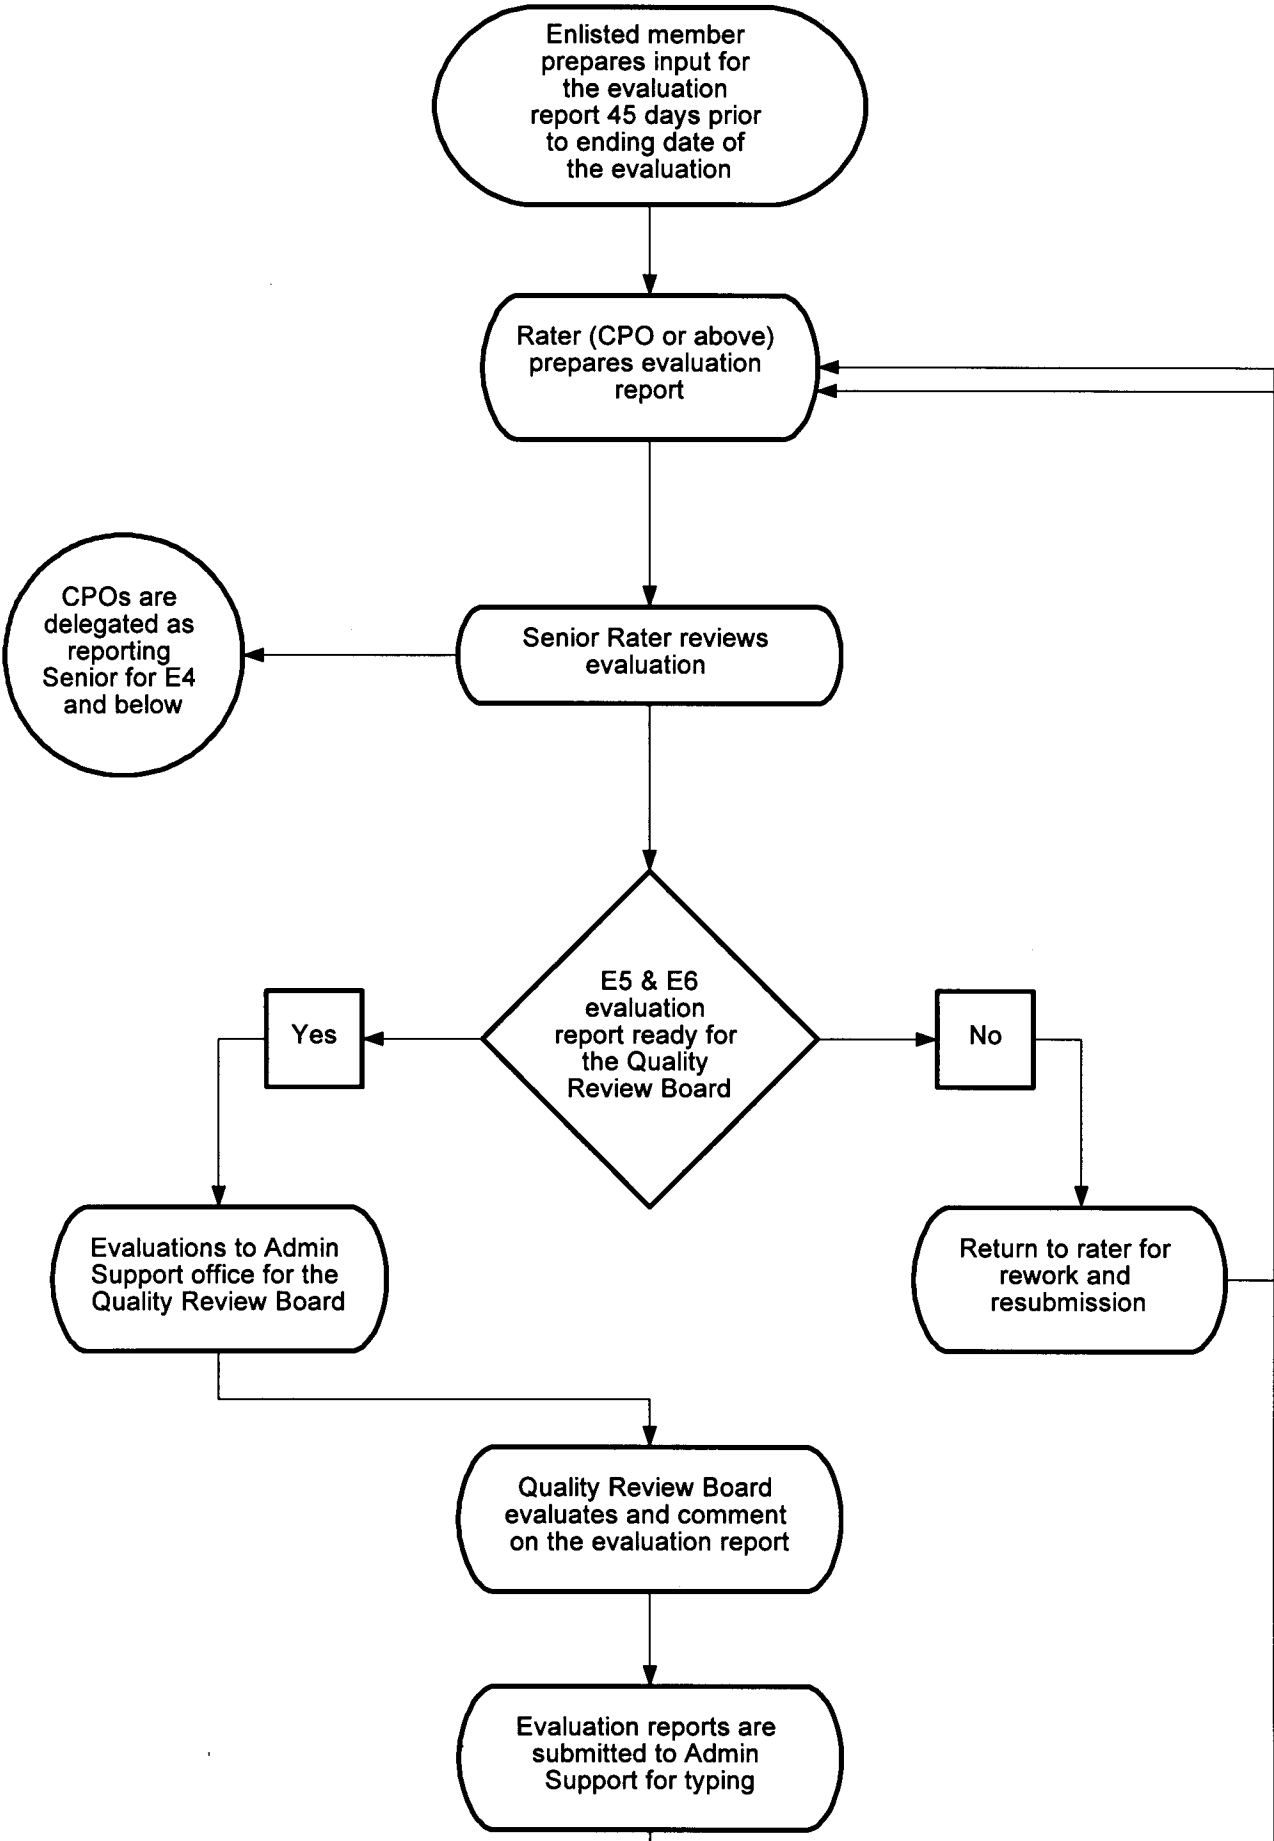 Enlisted member
prepares input for
the evaluation
report 45 days prior
to ending date of
the evaluation
Rater (CPO or above)
prepares evaluation
report
CPOs are
delegated as
reporting
Senior for E4
and below
Senior Rater reviews
evaluation
E5 & E6
evaluation
report ready for
the Quality
Review Board
Yes
No
Evaluations to Admin
Support office for the
Quality Review Board
Return to rater for
rework and
resubmission
Quality Review Board
evaluates and comment
on the evaluation report
Evaluation reports are
submitted to Admin
Support for typing